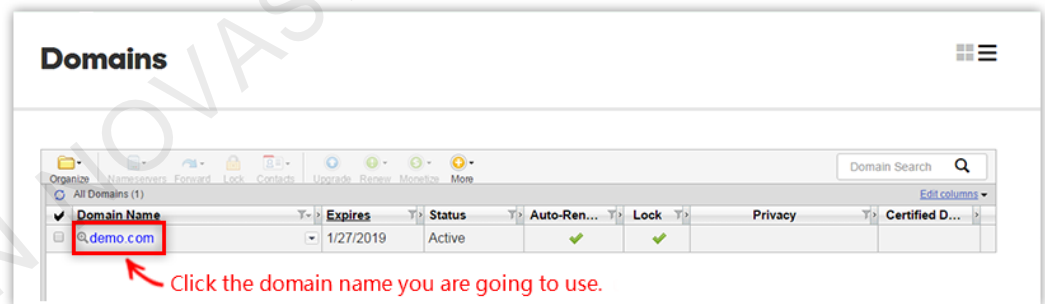 Domains
Organize Nameservers Forward Lock Contacts Upgrade Renew Monetize More
Domain Search
All Domains (1)
Edit columns
Domain Name Expires Status Auto-Ren... Lock Privacy Certified D...
demo.com 1/27/2019 Active
Click the domain name you are going to use.
NOVAS